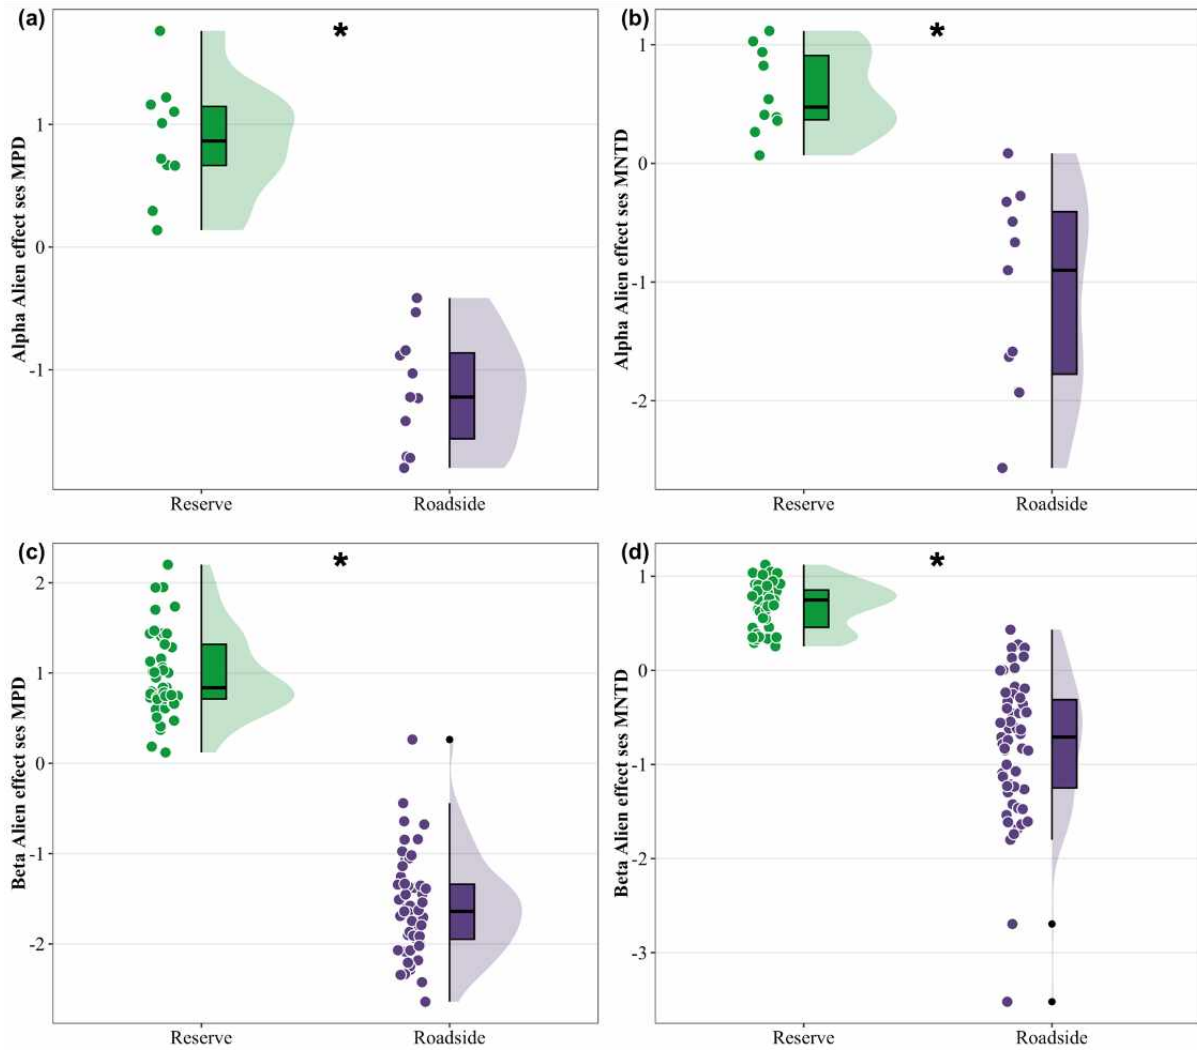 (a)
*
Alpha Alien effect ses MPD
1
0
-1
Reserve
Roadside
(b)
*
Alpha Alien effect ses MNTD
1
0
-1
-2
Reserve
Roadside
(c)
*
Beta Alien effect ses MPD
2
1
0
-1
-2
Reserve
Roadside
(d)
*
Beta Alien effect ses MNTD
1
0
-1
-2
-3
Reserve
Roadside